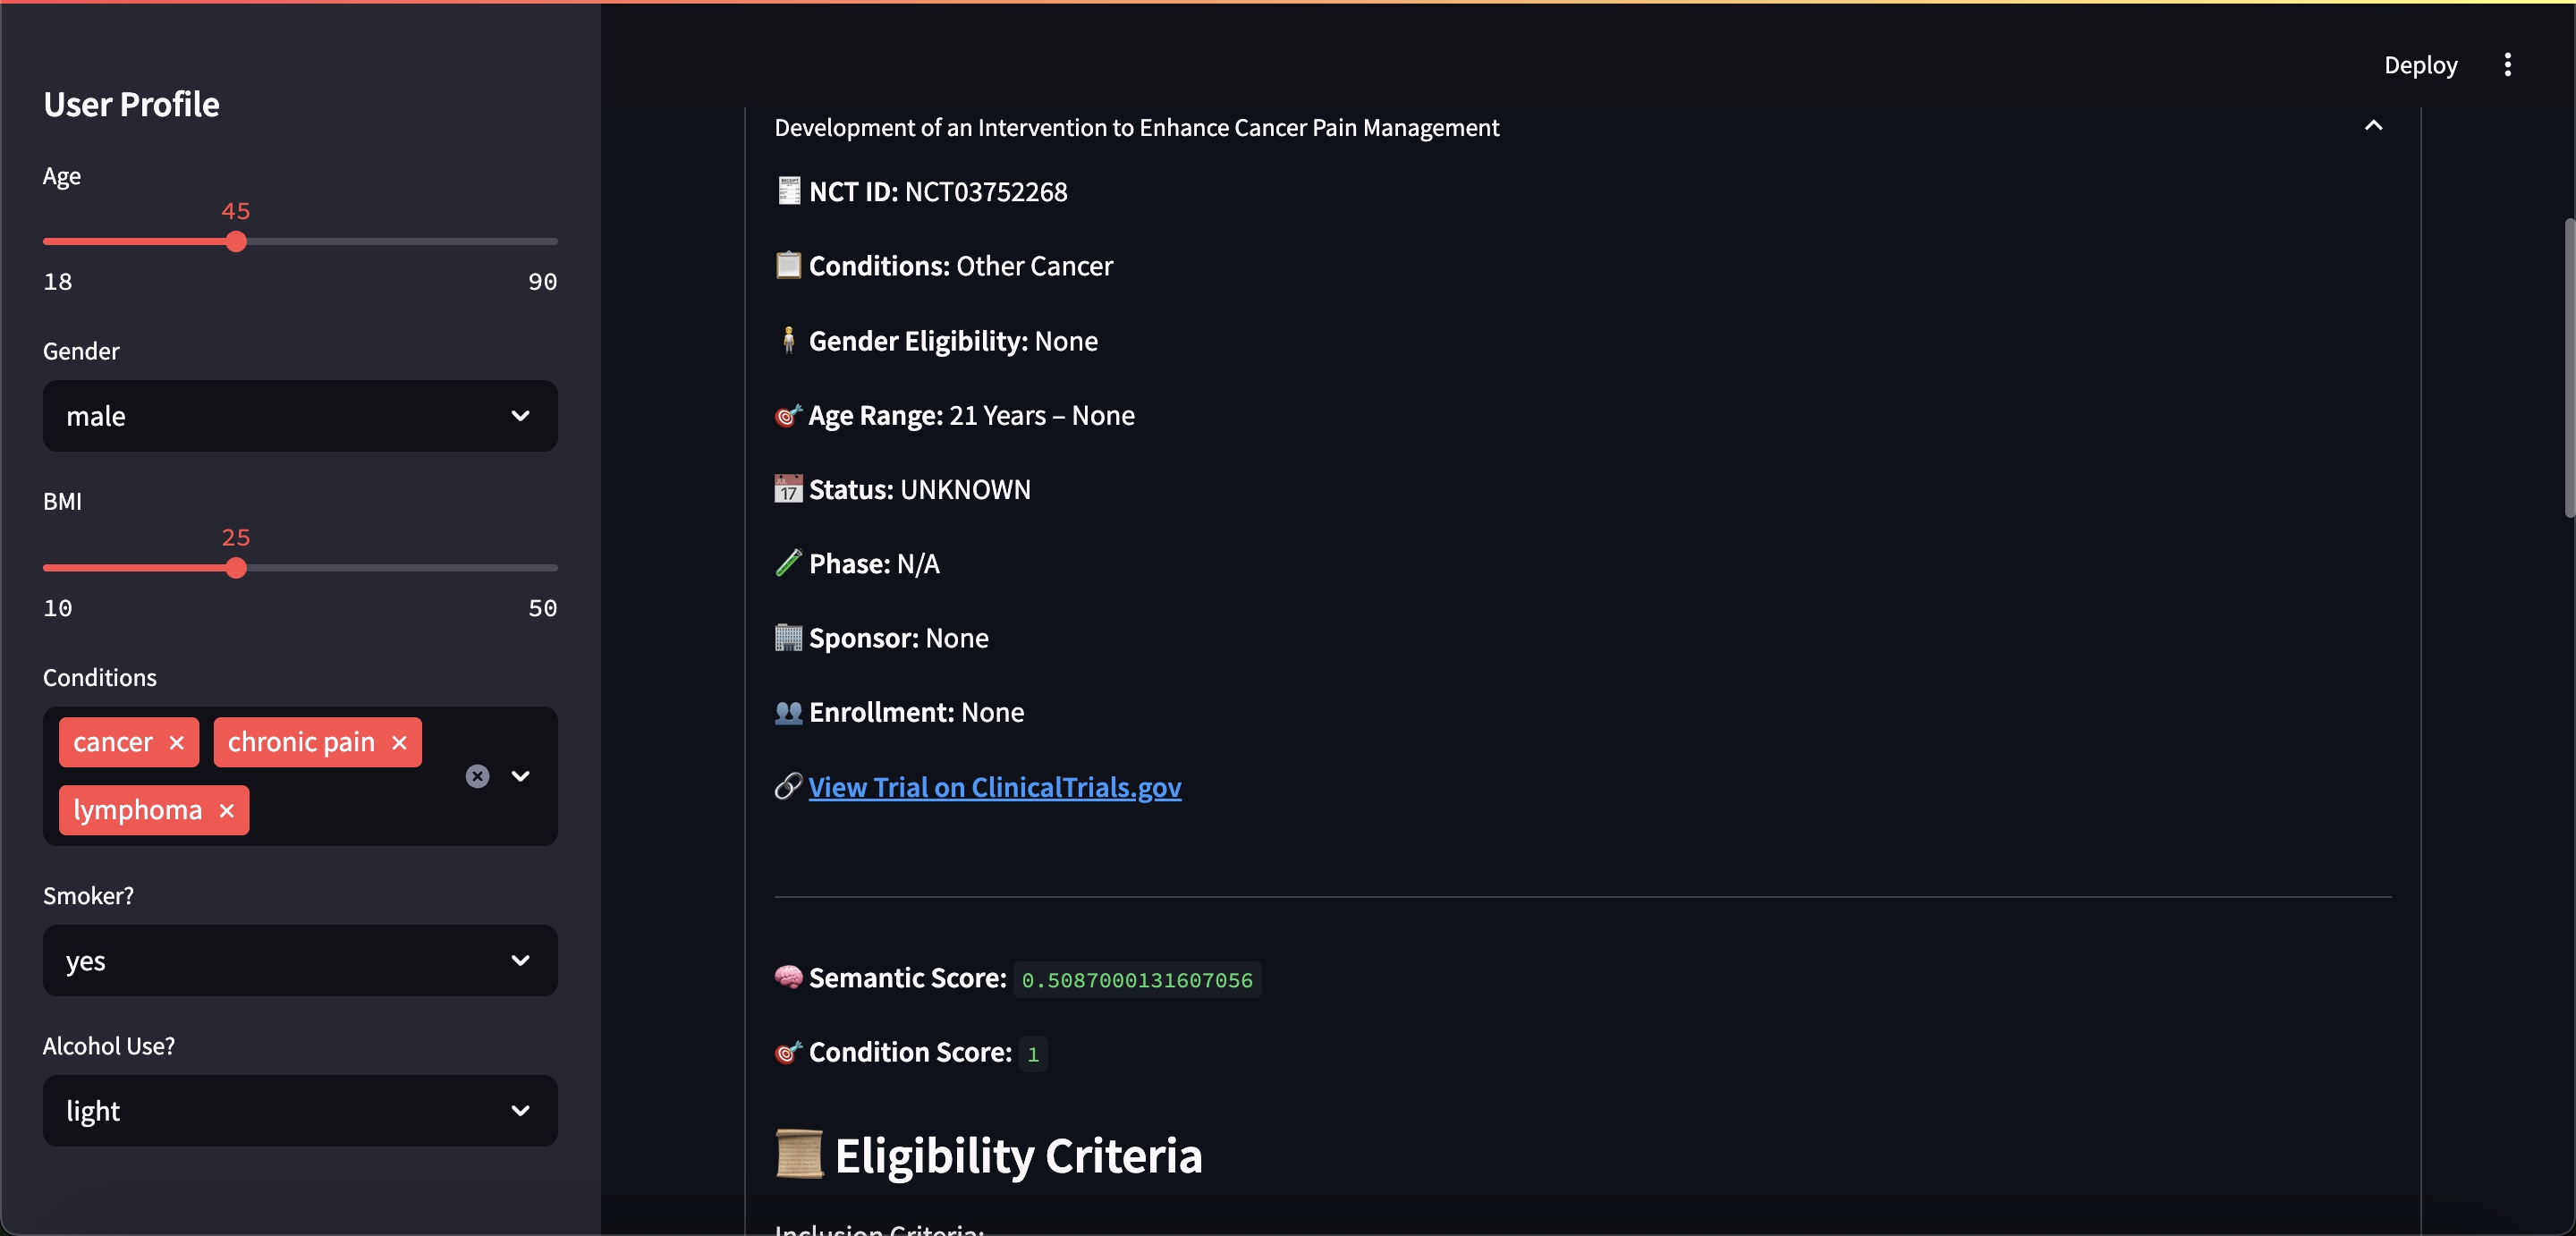 Deploy
User Profile
Age
45
18 90
Gender
male
BMI
25
10 50
Conditions
cancer × chronic pain ×
lymphoma ×
Smoker?
yes
Alcohol Use?
light
Development of an Intervention to Enhance Cancer Pain Management
NCT ID: NCT03752268
Conditions: Other Cancer
Gender Eligibility: None
Age Range: 21 Years – None
Status: UNKNOWN
Phase: N/A
Sponsor: None
Enrollment: None
View Trial on ClinicalTrials.gov
Semantic Score: 0.5087000131607056
Condition Score: 1
Eligibility Criteria
Inclusion Criteria: